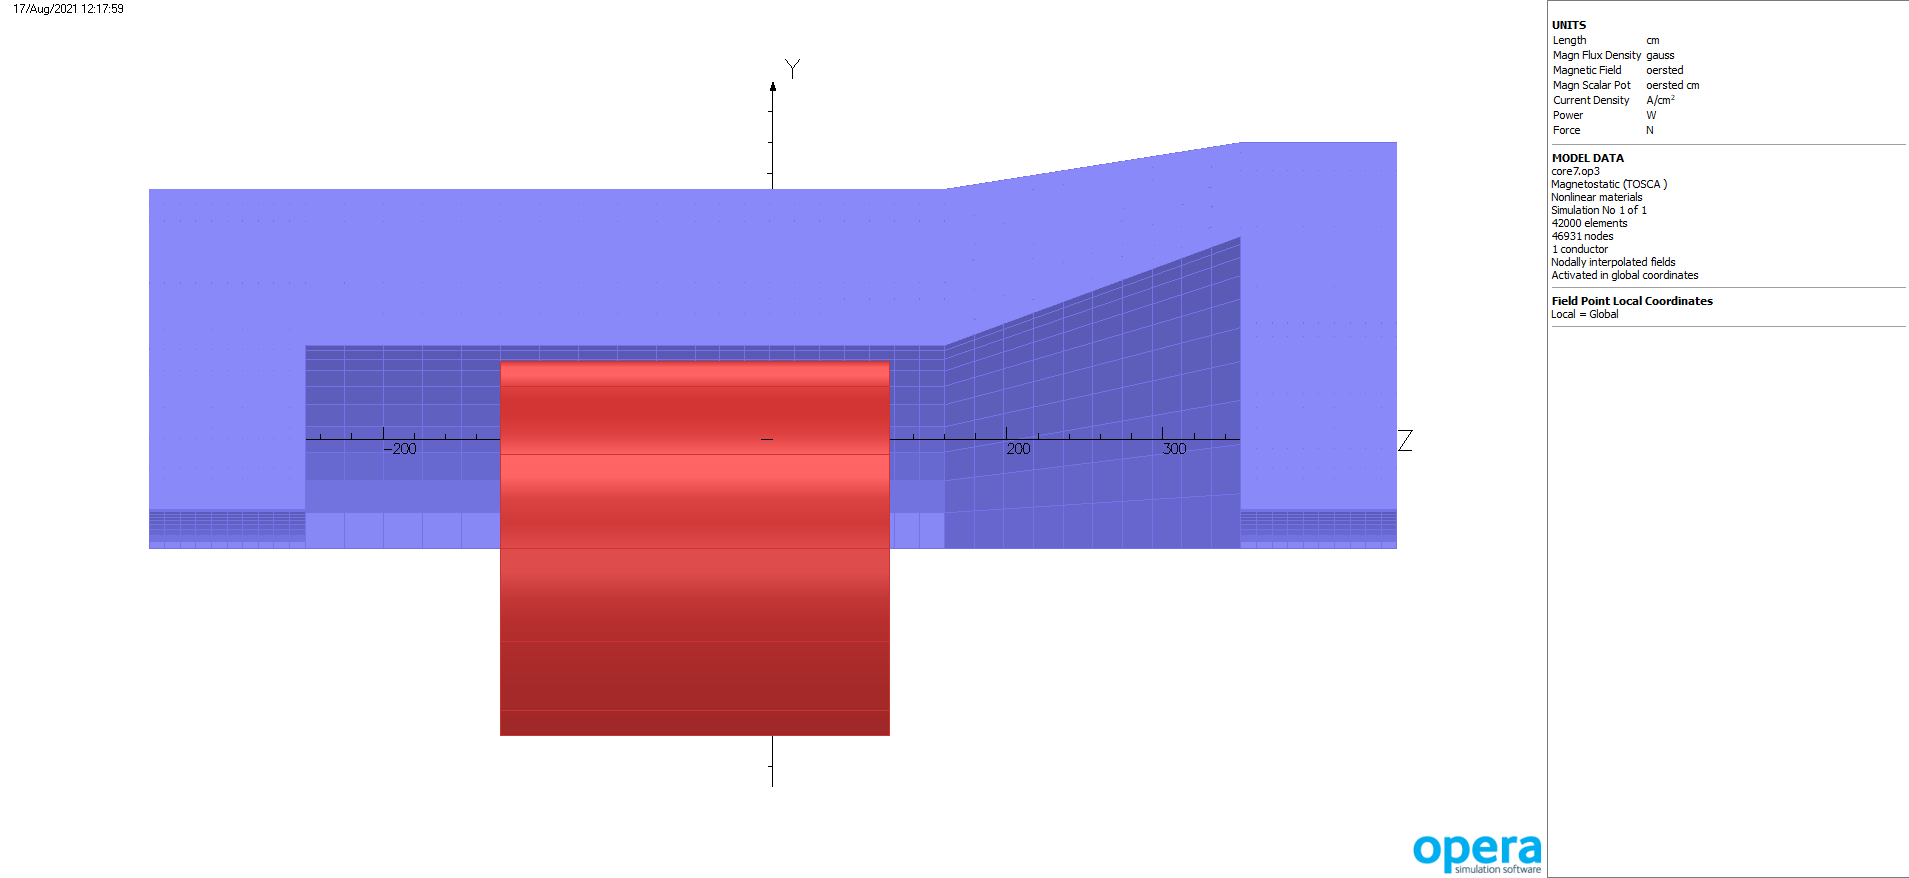 17/Aug/2021 12:17:59
Y
-200
200
300
Z
UNITS
Length cm
Magn Flux Density gauss
Magnetic Field oersted
Magn Scalar Pot oersted cm
Current Density A/cm²
Power W
Force N
MODEL DATA
core7.op3
Magnetostatic (TOSCA )
Nonlinear materials
Simulation No 1 of 1
42000 elements
46931 nodes
1 conductor
Nodally interpolated fields
Activated in global coordinates
Field Point Local Coordinates
Local = Global
opera
simulation software